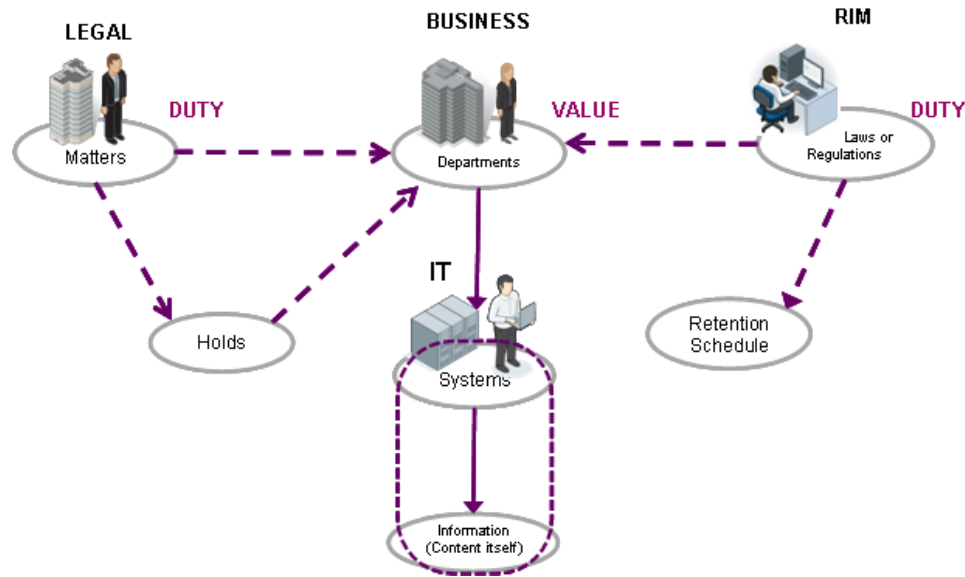 LEGAL
BUSINESS
RIM
DUTY
VALUE
DUTY
Matters
Departments
Laws or
Regulations
IT
Holds
Retention
Schedule
Systems
Information
(Content itself)